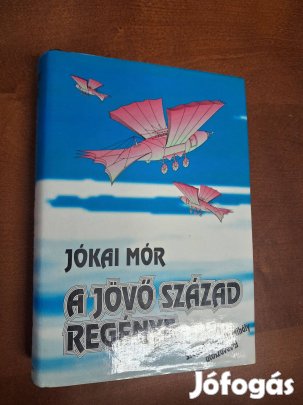 JÓKAI MÓR
A JÖVŐ SZÁZAD
REGÉNYE
Jófogás